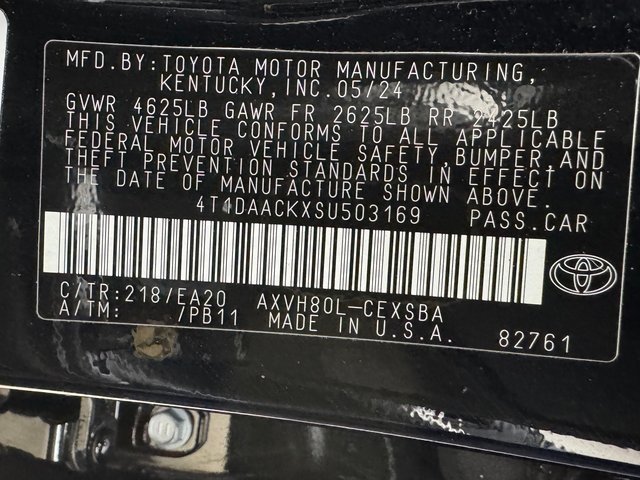 MFD.BY:TOYOTA MOTOR MANUFACTURING,
KENTUCKY,INC.05/24
GVWR 4625LB GAWR FR 2625LB RR 2425LB
THIS VEHICLE CONFORMS TO ALL APPLICABLE
FEDERAL MOTOR VEHICLE SAFETY,BUMPER,AND
THEFT PREVENTION STANDARDS IN EFFECT ON
THE DATE OF MANUFACTURE SHOWN ABOVE.
4T1DAACKXSU503169 PASS.CAR
C/TR:218/EA20 AXVH80L-CEXSBA
A/TM: /PB11 MADE IN U.S.A. 82761